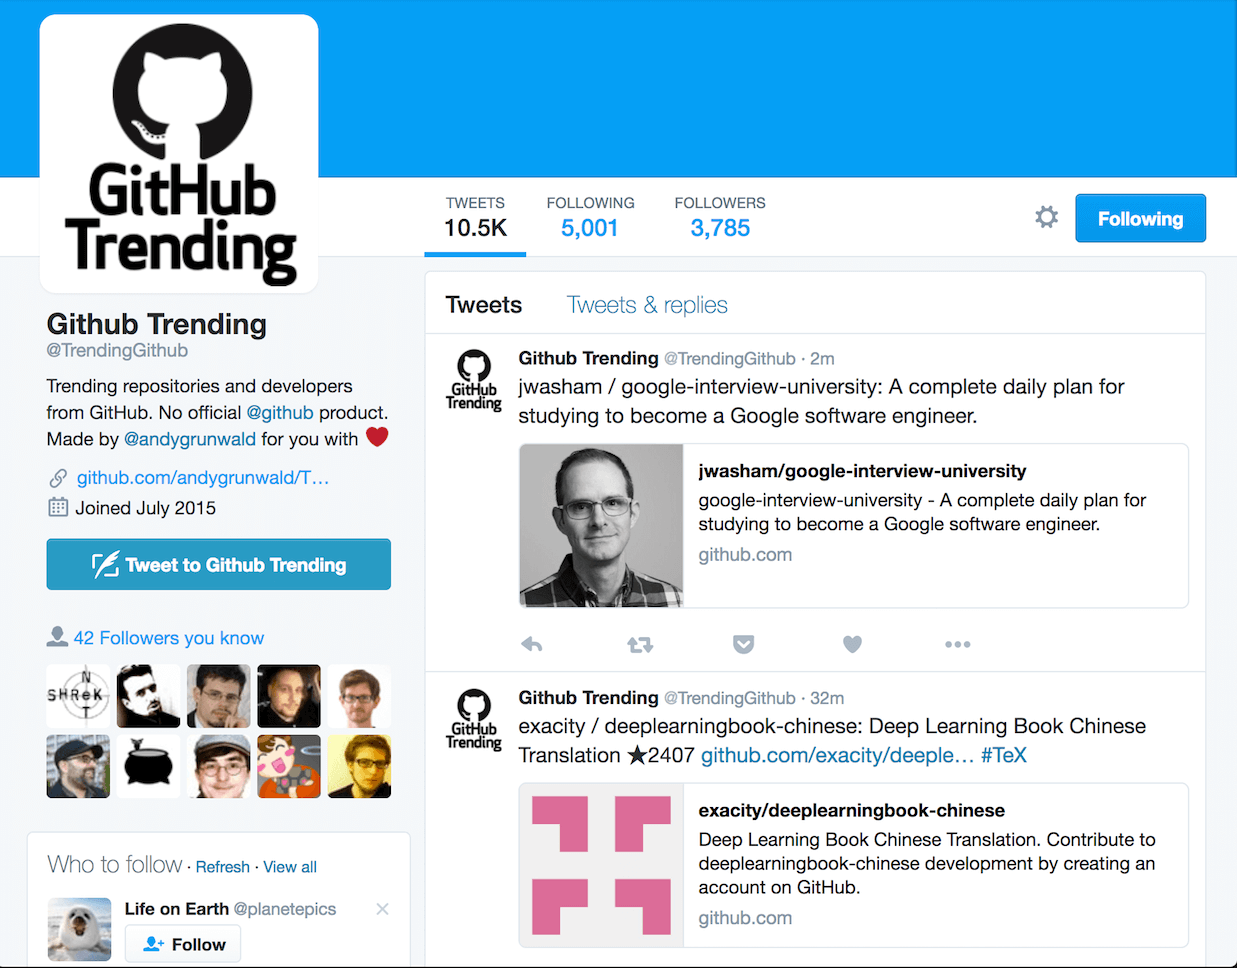 GitHub
Trending
TWEETS
10.5K
FOLLOWING
5,001
FOLLOWERS
3,785
Following
Github Trending
@TrendingGithub
Trending repositories and developers
from GitHub. No official @github product.
Made by @andygrunwald for you with ❤
github.com/andygrunwald/T…
Joined July 2015
Tweet to Github Trending
42 Followers you know
SHReKT
N
T
Who to follow · Refresh · View all
Life on Earth @planetepics
Follow
Tweets
Tweets & replies
GitHub
Trending
Github Trending @TrendingGithub · 2m
jwasham / google-interview-university: A complete daily plan for
studying to become a Google software engineer.
jwasham/google-interview-university
google-interview-university - A complete daily plan for
studying to become a Google software engineer.
github.com
GitHub
Trending
Github Trending @TrendingGithub · 32m
exacity / deeplearningbook-chinese: Deep Learning Book Chinese
Translation ★2407 github.com/exacity/deeple… #TeX
exacity/deeplearningbook-chinese
Deep Learning Book Chinese Translation. Contribute to
deeplearningbook-chinese development by creating an
account on GitHub.
github.com